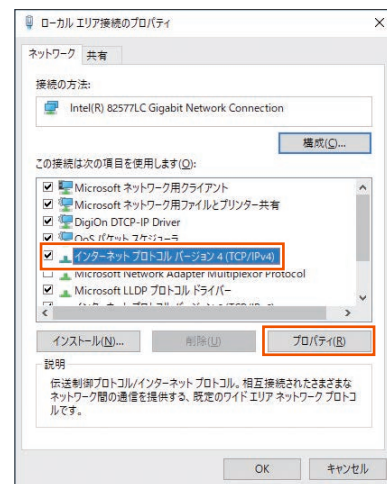 ローカル エリア接続のプロパティ
ネットワーク 共有
接続の方法:
Intel(R) 82577LC Gigabit Network Connection
構成(C)...
この接続は次の項目を使用します(O):
Microsoft ネットワーク用クライアント
Microsoft ネットワーク用ファイルとプリンター共有
DigiOn DTCP-IP Driver
QoS パケット スケジューラ
インターネット プロトコル バージョン 4 (TCP/IPv4)
Microsoft Network Adapter Multiplexor Protocol
Microsoft LLDP プロトコル ドライバー
インストール(N)... 削除(U) プロパティ(R)
説明
伝送制御プロトコル/インターネット プロトコル。相互接続されたさまざまな
ネットワーク間の通信を提供する、既定のワイド エリア ネットワーク プロトコ
ルです。
OK キャンセル